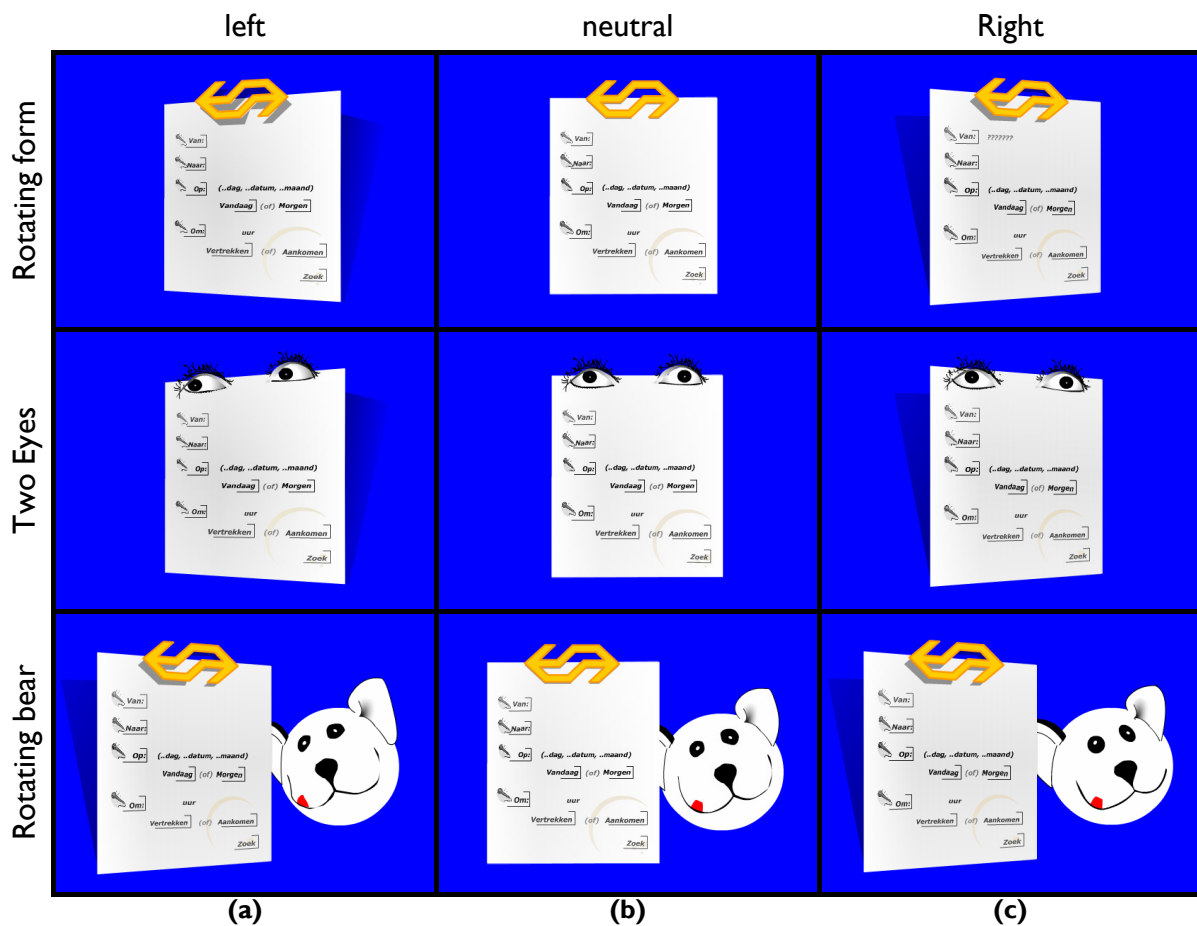 left neutral Right
Rotating form
Van:
Naar:
Op: (..dag, ..datum, ..maand)
Vandaag (of) Morgen
Om: uur
Vertrekken (of) Aankomen
Zoek
Van:
Naar:
Op: (..dag, ..datum, ..maand)
Vandaag (of) Morgen
Om: uur
Vertrekken (of) Aankomen
Zoek
Van: ???????
Naar:
Op: (..dag, ..datum, ..maand)
Vandaag (of) Morgen
Om: uur
Vertrekken (of) Aankomen
Zoek
Two Eyes
Van:
Naar:
Op: (..dag, ..datum, ..maand)
Vandaag (of) Morgen
Om: uur
Vertrekken (of) Aankomen
Zoek
Van:
Naar:
Op: (..dag, ..datum, ..maand)
Vandaag (of) Morgen
Om: uur
Vertrekken (of) Aankomen
Zoek
Van:
Naar:
Op: (..dag, ..datum, ..maand)
Vandaag (of) Morgen
Om: uur
Vertrekken (of) Aankomen
Zoek
Rotating bear
Van:
Naar:
Op: (..dag, ..datum, ..maand)
Vandaag (of) Morgen
Om: uur
Vertrekken (of) Aankomen
Zoek
Van:
Naar:
Op: (..dag, ..datum, ..maand)
Vandaag (of) Morgen
Om: uur
Vertrekken (of) Aankomen
Zoek
Van:
Naar:
Op: (..dag, ..datum, ..maand)
Vandaag (of) Morgen
Om: uur
Vertrekken (of) Aankomen
Zoek
(a) (b) (c)